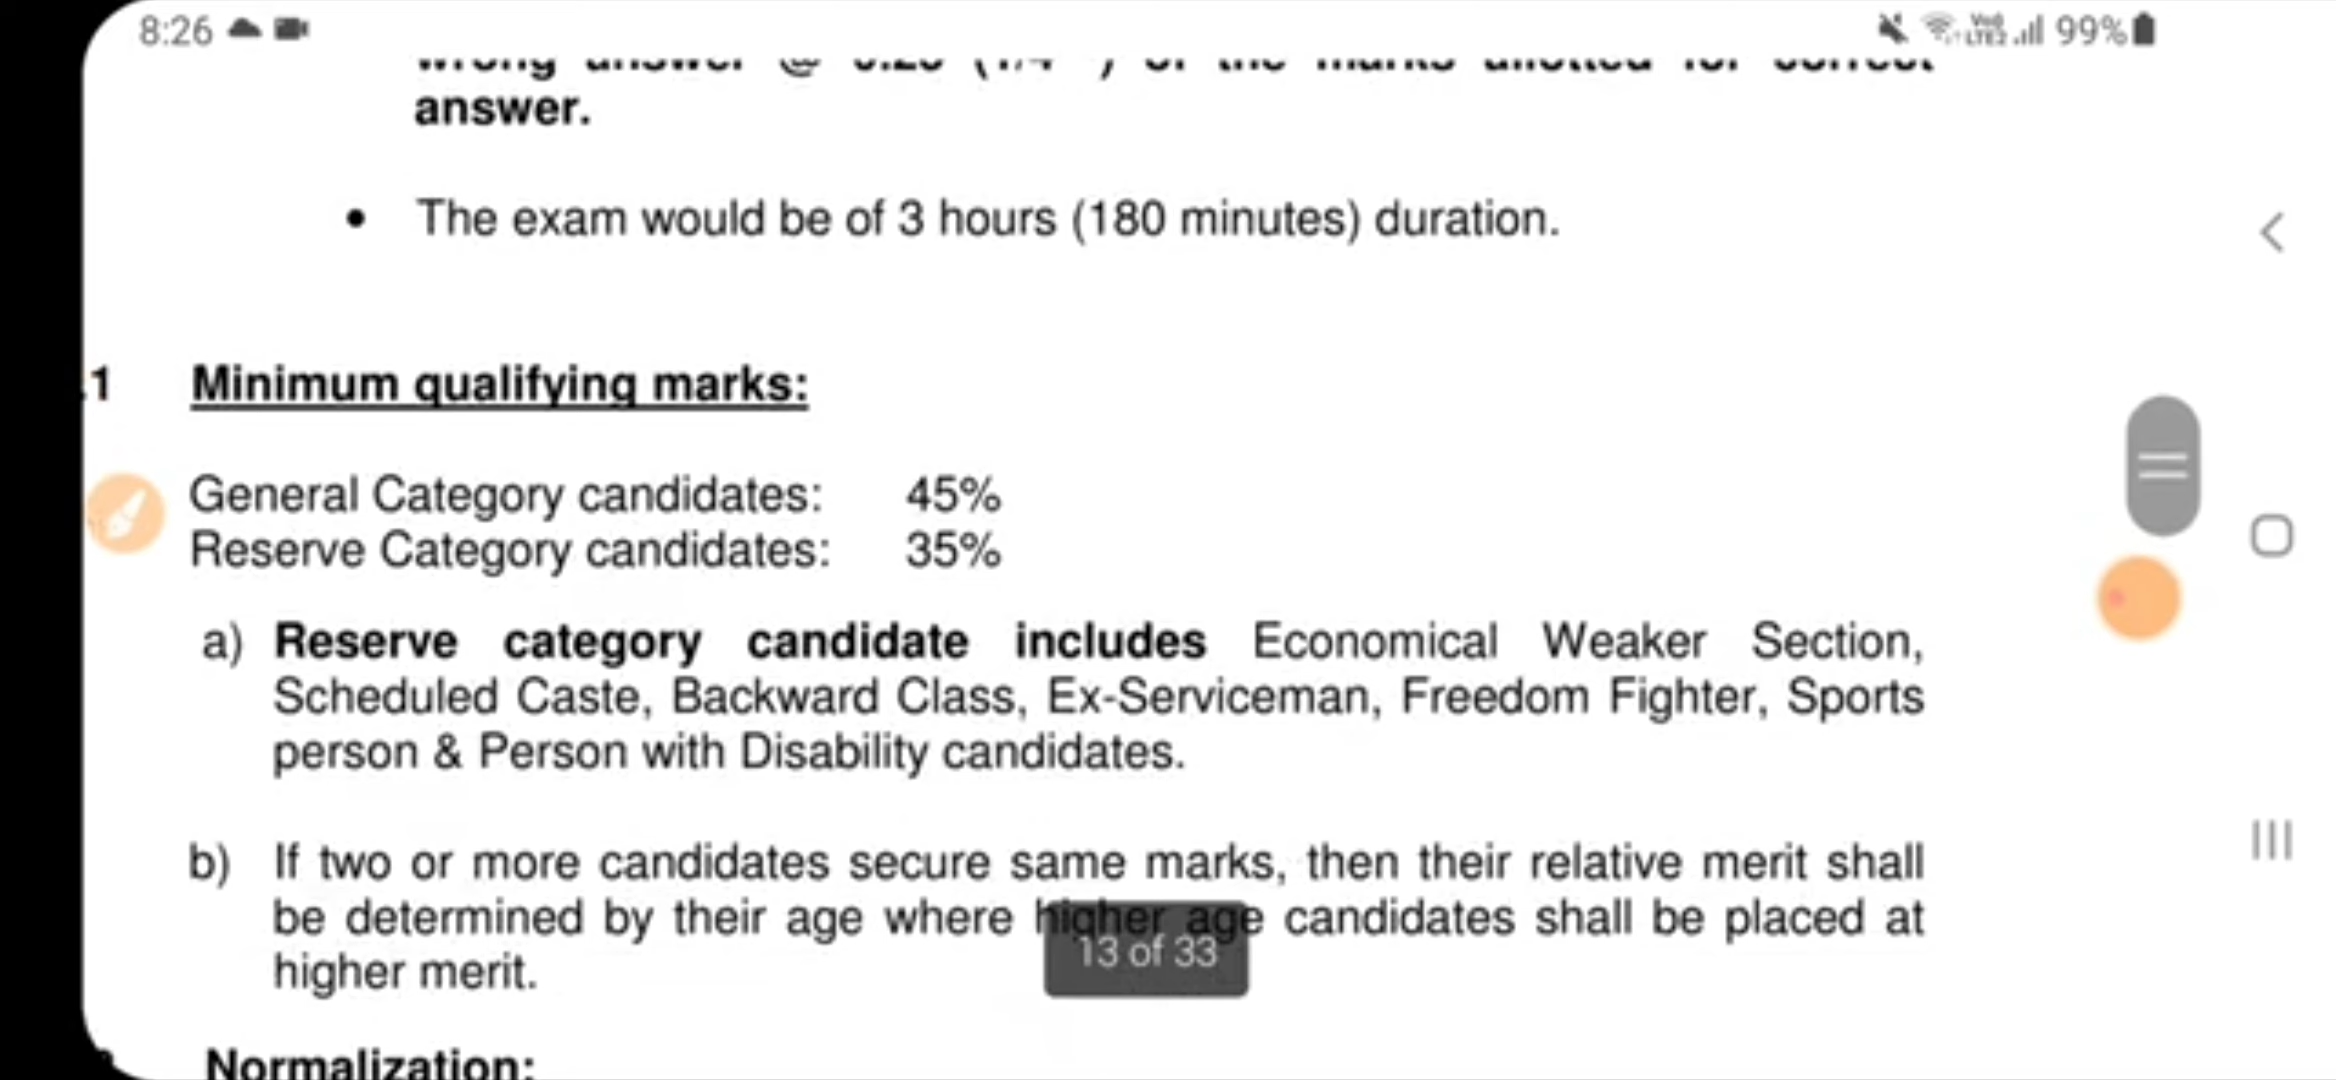 8:26
99%
answer.
• The exam would be of 3 hours (180 minutes) duration.
.1 Minimum qualifying marks:
General Category candidates: 45%
Reserve Category candidates: 35%
a) Reserve category candidate includes Economical Weaker Section,
Scheduled Caste, Backward Class, Ex-Serviceman, Freedom Fighter, Sports
person & Person with Disability candidates.
b) If two or more candidates secure same marks, then their relative merit shall
be determined by their age where higher age candidates shall be placed at
13 of 33
higher merit.
Normalization: